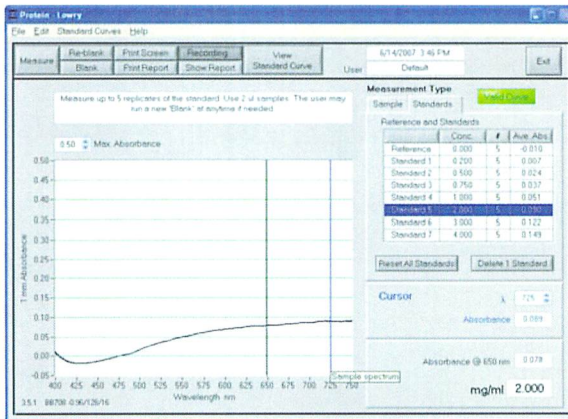 Protein - Lowry
File Edit Standard Curves Help
Measure
Re-blank Print Screen Recording
Blank Print Report Show Report
View
Standard Curve
6/14/2007 3:46 PM
User Default
Exit
Measure up to 5 replicates of the standard. Use 2 ul samples. The user may
run a new 'Blank' at anytime if needed.
Measurement Type
Sample Standards
Valid Curve
0.50 Max. Absorbance
Reference and Standards
Conc. # Ave. Abs
Reference 0.000 5 -0.010
Standard 1 0.200 5 0.007
Standard 2 0.500 5 0.024
Standard 3 0.750 5 0.037
Standard 4 1.000 5 0.051
Standard 5 2.000 5 0.090
Standard 6 3.000 5 0.122
Standard 7 4.000 5 0.149
Reset All Standards Delete 1 Standard
1 mm Absorbance
0.50
0.45
0.40
0.35
0.30
0.25
0.20
0.15
0.10
0.05
0.00
-0.05
400 425 450 475 500 525 550 575 600 625 650 675 700 725 750
Wavelength nm
Sample spectrum
Cursor λ 725
Absorbance 0.089
Absorbance @ 650 nm 0.078
mg/ml 2.000
3.5.1 BB708 -0.96/128/16